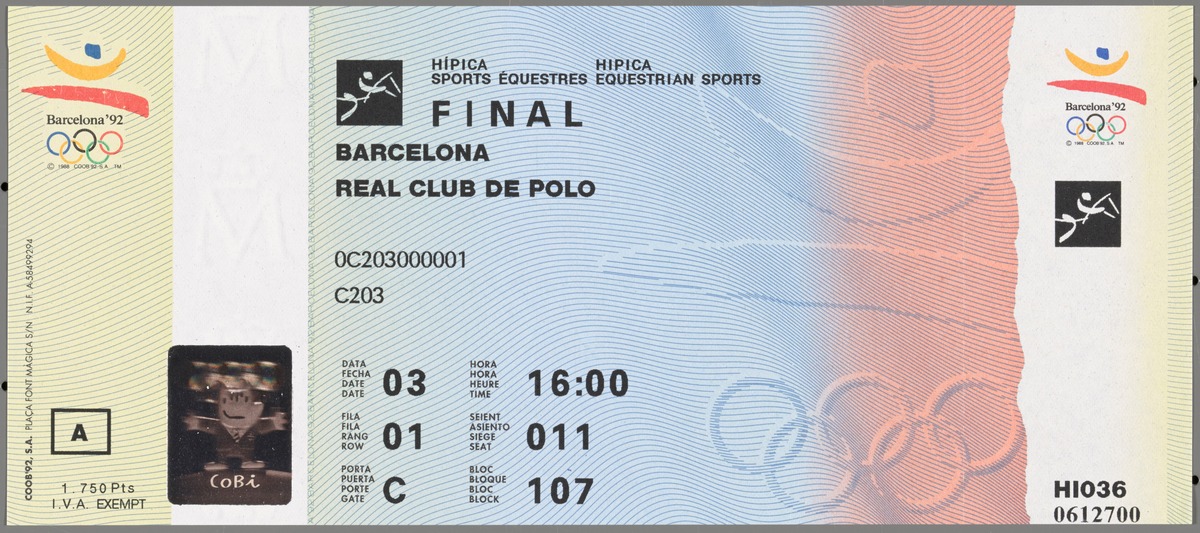 Barcelona'92
© 1988 COOB'92 S.A. TM
COOB'92, S.A. PLAÇA FONT MÀGICA S/N N.I.F. A-58499294
A
1.750 Pts
I.V.A. EXEMPT
CoBi
HÍPICA HIPICA
SPORTS ÉQUESTRES EQUESTRIAN SPORTS
FINAL
BARCELONA
REAL CLUB DE POLO
0C203000001
C203
DATA
FECHA
DATE
DATE
03
HORA
HORA
HEURE
TIME
16:00
FILA
FILA
RANG
ROW
01
SEIENT
ASIENTO
SIEGE
SEAT
011
PORTA
PUERTA
PORTE
GATE
C
BLOC
BLOQUE
BLOC
BLOCK
107
Barcelona'92
© 1988 COOB'92 S.A. TM
HI036
0612700